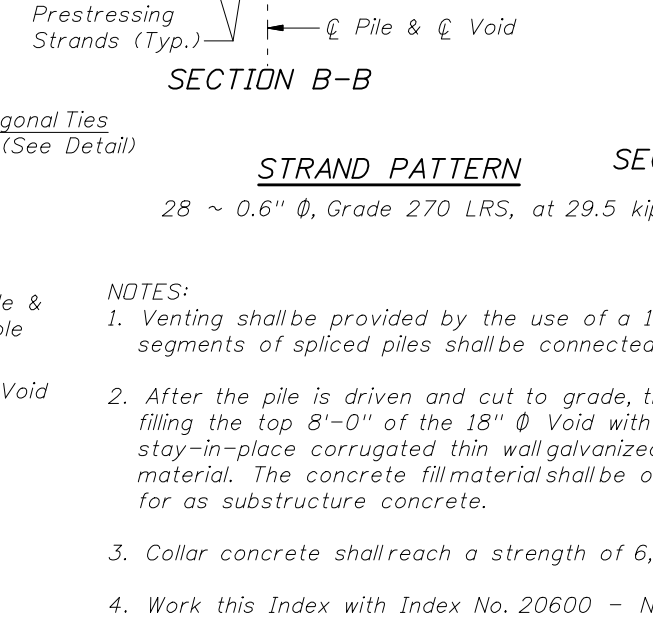 Prestressing
Strands (Typ.)
℄ Pile & ℄ Void
SECTION B-B
gonal Ties
(See Detail)
STRAND PATTERN
SE
28 ~ 0.6" Φ, Grade 270 LRS, at 29.5 kip
le &
ole
Void
NOTES:
1. Venting shall be provided by the use of a 1
segments of spliced piles shall be connected
2. After the pile is driven and cut to grade, t
filling the top 8'-0" of the 18" Φ Void with
stay-in-place corrugated thin wall galvanized
material. The concrete fill material shall be o
for as substructure concrete.
3. Collar concrete shall reach a strength of 6,
4. Work this Index with Index No. 20600 - N